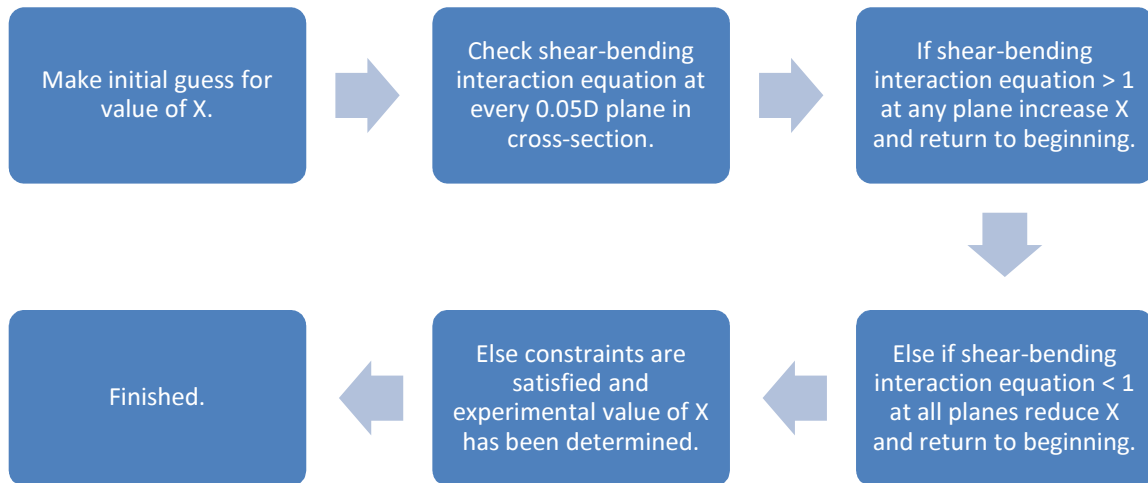 Make initial guess for
value of X.
Check shear-bending
interaction equation at
every 0.05D plane in
cross-section.
If shear-bending
interaction equation > 1
at any plane increase X
and return to beginning.
Else if shear-bending
interaction equation < 1
at all planes reduce X
and return to beginning.
Else constraints are
satisfied and
experimental value of X
has been determined.
Finished.